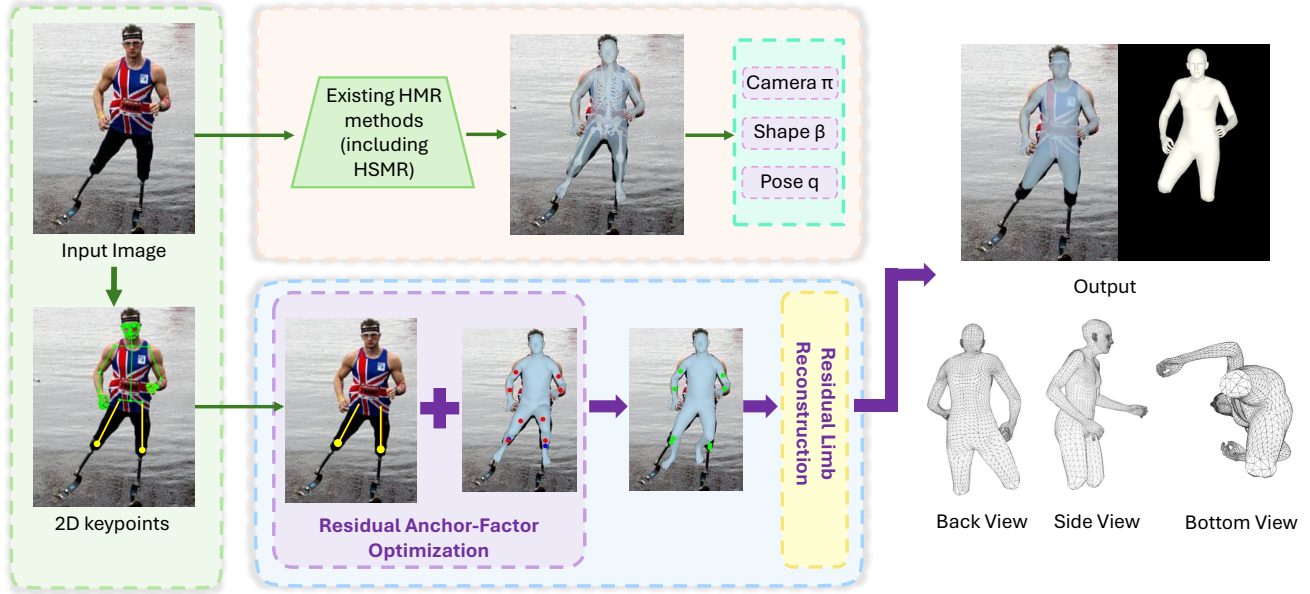 Input Image
2D keypoints
Existing HMR
methods
(including
HSMR)
Camera π
Shape β
Pose q
Residual Anchor-Factor
Optimization
Residual Limb
Reconstruction
Output
Back View
Side View
Bottom View